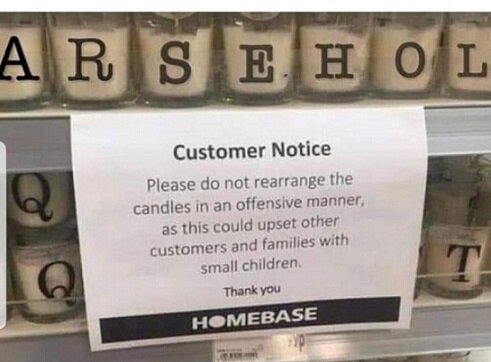 A R S E H O L
Customer Notice
Please do not rearrange the
candles in an offensive manner,
as this could upset other
customers and families with
small children.
Thank you
HOMEBASE
Q
Q
T